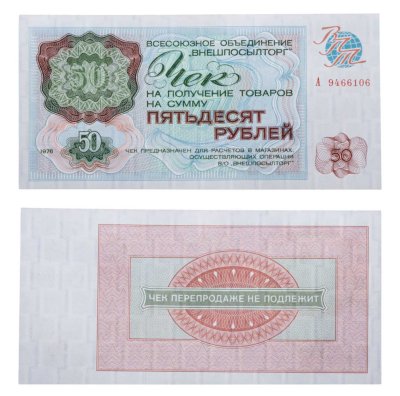 ВСЕСОЮЗНОЕ ОБЪЕДИНЕНИЕ
"ВНЕШПОСЫЛТОРГ"
50
Чек
ВПТ
А 9466106
НА ПОЛУЧЕНИЕ ТОВАРОВ
НА СУММУ
ПЯТЬДЕСЯТ
РУБЛЕЙ
50
50
1976
ЧЕК ПРЕДНАЗНАЧЕН ДЛЯ РАСЧЕТОВ В МАГАЗИНАХ,
ОСУЩЕСТВЛЯЮЩИХ ОПЕРАЦИИ
В/О „ВНЕШПОСЫЛТОРГ"
ЧЕК ПЕРЕПРОДАЖЕ НЕ ПОДЛЕЖИТ